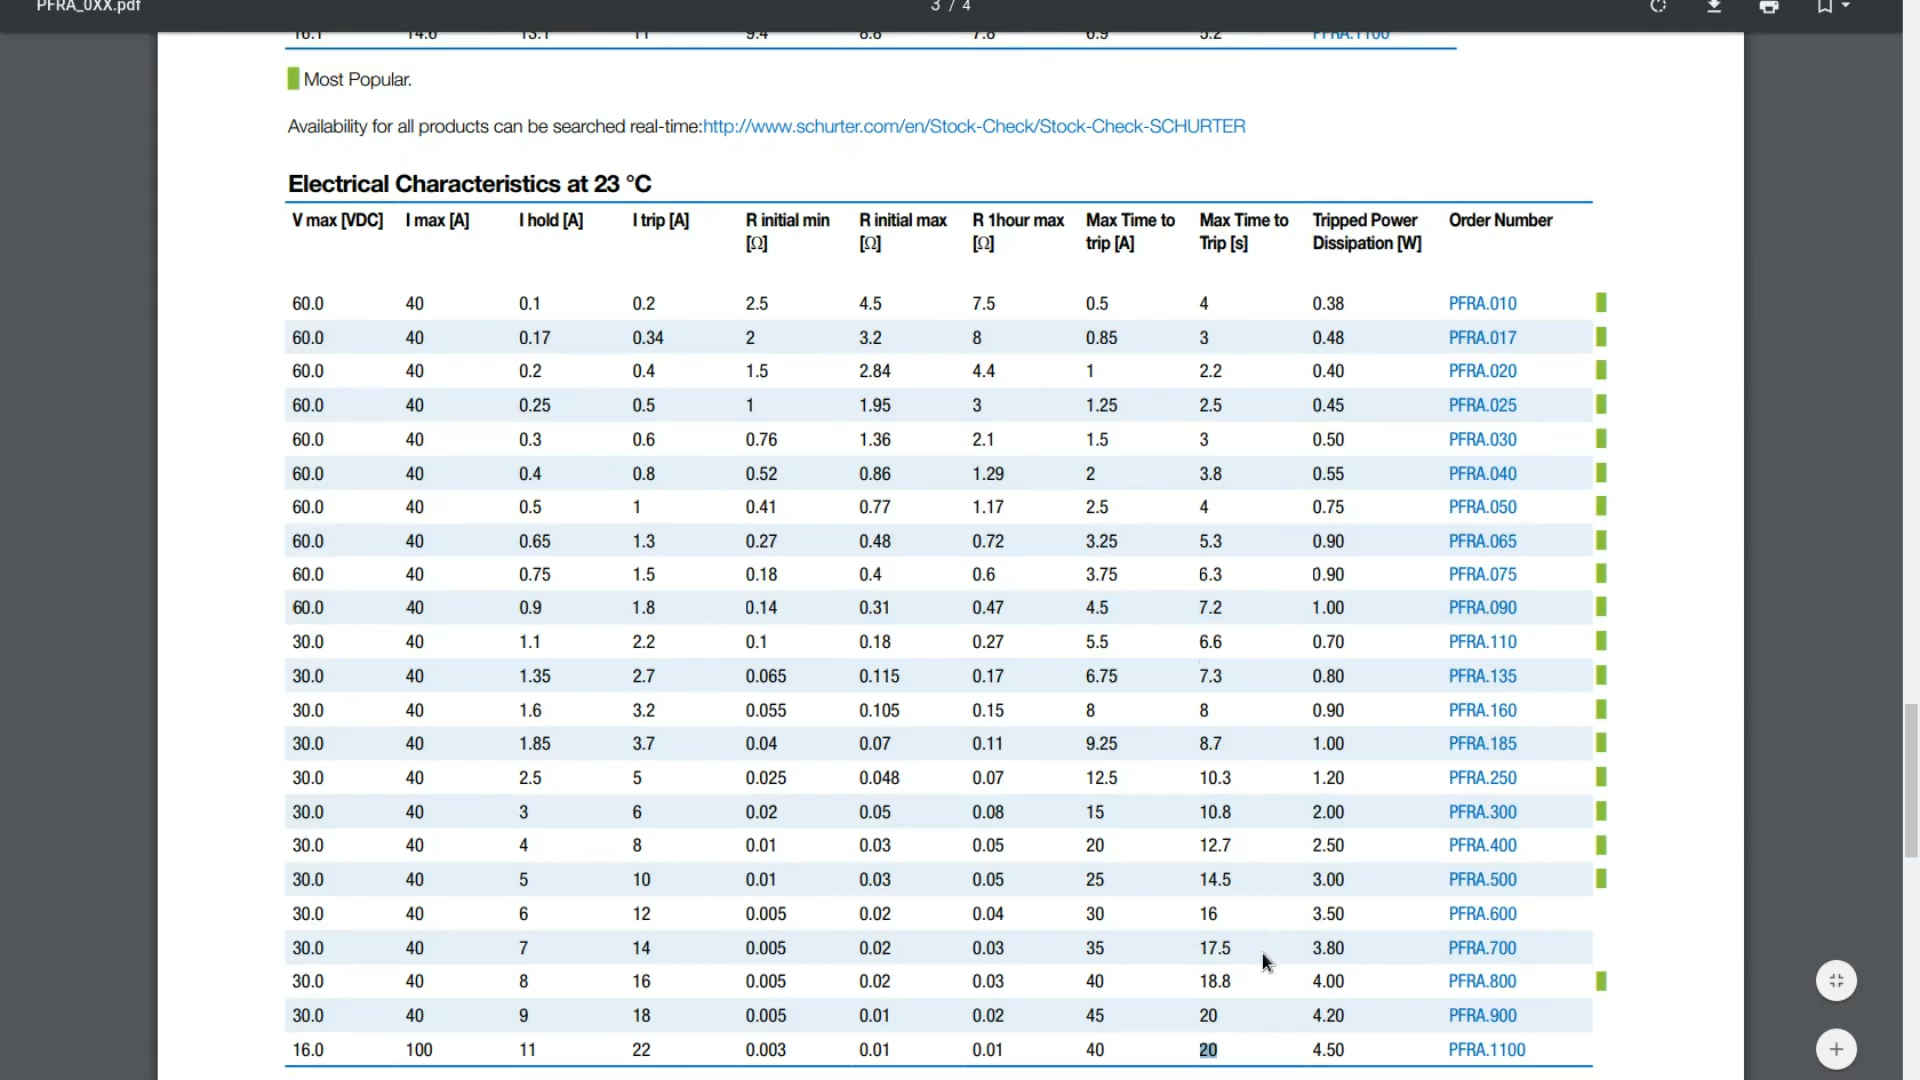 PFRA_0XX.pdf 3 / 4
16.1 14.6 13.1 11 9.4 8.8 7.8 6.9 5.2 PFRA.1100
Most Popular.
Availability for all products can be searched real-time:http://www.schurter.com/en/Stock-Check/Stock-Check-SCHURTER
Electrical Characteristics at 23 °C
V max [VDC] I max [A] I hold [A] I trip [A] R initial min R initial max R 1hour max Max Time to Max Time to Tripped Power Order Number
[Ω] [Ω] [Ω] trip [A] Trip [s] Dissipation [W]
60.0 40 0.1 0.2 2.5 4.5 7.5 0.5 4 0.38 PFRA.010
60.0 40 0.17 0.34 2 3.2 8 0.85 3 0.48 PFRA.017
60.0 40 0.2 0.4 1.5 2.84 4.4 1 2.2 0.40 PFRA.020
60.0 40 0.25 0.5 1 1.95 3 1.25 2.5 0.45 PFRA.025
60.0 40 0.3 0.6 0.76 1.36 2.1 1.5 3 0.50 PFRA.030
60.0 40 0.4 0.8 0.52 0.86 1.29 2 3.8 0.55 PFRA.040
60.0 40 0.5 1 0.41 0.77 1.17 2.5 4 0.75 PFRA.050
60.0 40 0.65 1.3 0.27 0.48 0.72 3.25 5.3 0.90 PFRA.065
60.0 40 0.75 1.5 0.18 0.4 0.6 3.75 6.3 0.90 PFRA.075
60.0 40 0.9 1.8 0.14 0.31 0.47 4.5 7.2 1.00 PFRA.090
30.0 40 1.1 2.2 0.1 0.18 0.27 5.5 6.6 0.70 PFRA.110
30.0 40 1.35 2.7 0.065 0.115 0.17 6.75 7.3 0.80 PFRA.135
30.0 40 1.6 3.2 0.055 0.105 0.15 8 8 0.90 PFRA.160
30.0 40 1.85 3.7 0.04 0.07 0.11 9.25 8.7 1.00 PFRA.185
30.0 40 2.5 5 0.025 0.048 0.07 12.5 10.3 1.20 PFRA.250
30.0 40 3 6 0.02 0.05 0.08 15 10.8 2.00 PFRA.300
30.0 40 4 8 0.01 0.03 0.05 20 12.7 2.50 PFRA.400
30.0 40 5 10 0.01 0.03 0.05 25 14.5 3.00 PFRA.500
30.0 40 6 12 0.005 0.02 0.04 30 16 3.50 PFRA.600
30.0 40 7 14 0.005 0.02 0.03 35 17.5 3.80 PFRA.700
30.0 40 8 16 0.005 0.02 0.03 40 18.8 4.00 PFRA.800
30.0 40 9 18 0.005 0.01 0.02 45 20 4.20 PFRA.900
16.0 100 11 22 0.003 0.01 0.01 40 20 4.50 PFRA.1100